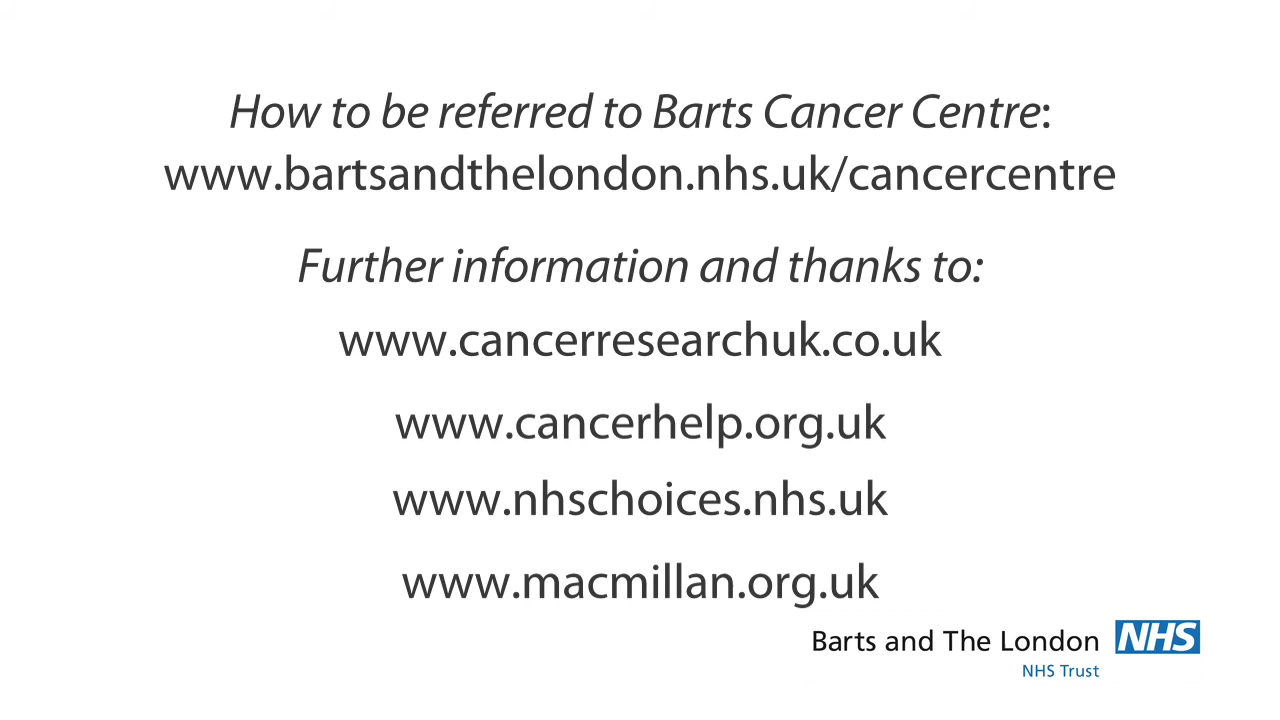 How to be referred to Barts Cancer Centre:
www.bartsandthelondon.nhs.uk/cancercentre
Further information and thanks to:
www.cancerresearchuk.co.uk
www.cancerhelp.org.uk
www.nhschoices.nhs.uk
www.macmillan.org.uk
Barts and The London NHS
NHS Trust